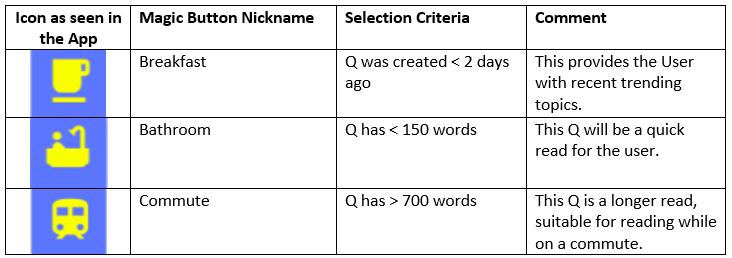 Icon as seen in
the App
Magic Button Nickname
Selection Criteria
Comment
Breakfast
Q was created < 2 days
ago
This provides the User
with recent trending
topics.
Bathroom
Q has < 150 words
This Q will be a quick
read for the user.
Commute
Q has > 700 words
This Q is a longer read,
suitable for reading while
on a commute.